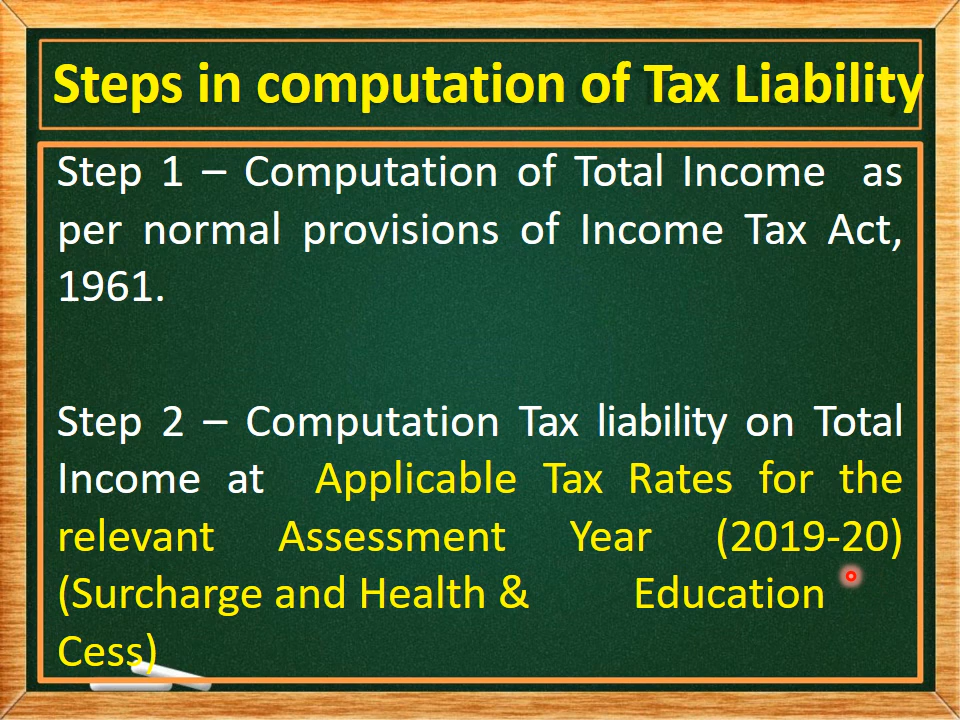 Steps in computation of Tax Liability
Step 1 – Computation of Total Income as
per normal provisions of Income Tax Act,
1961.
Step 2 – Computation Tax liability on Total
Income at Applicable Tax Rates for the
relevant Assessment Year (2019-20)
(Surcharge and Health & Education
Cess)